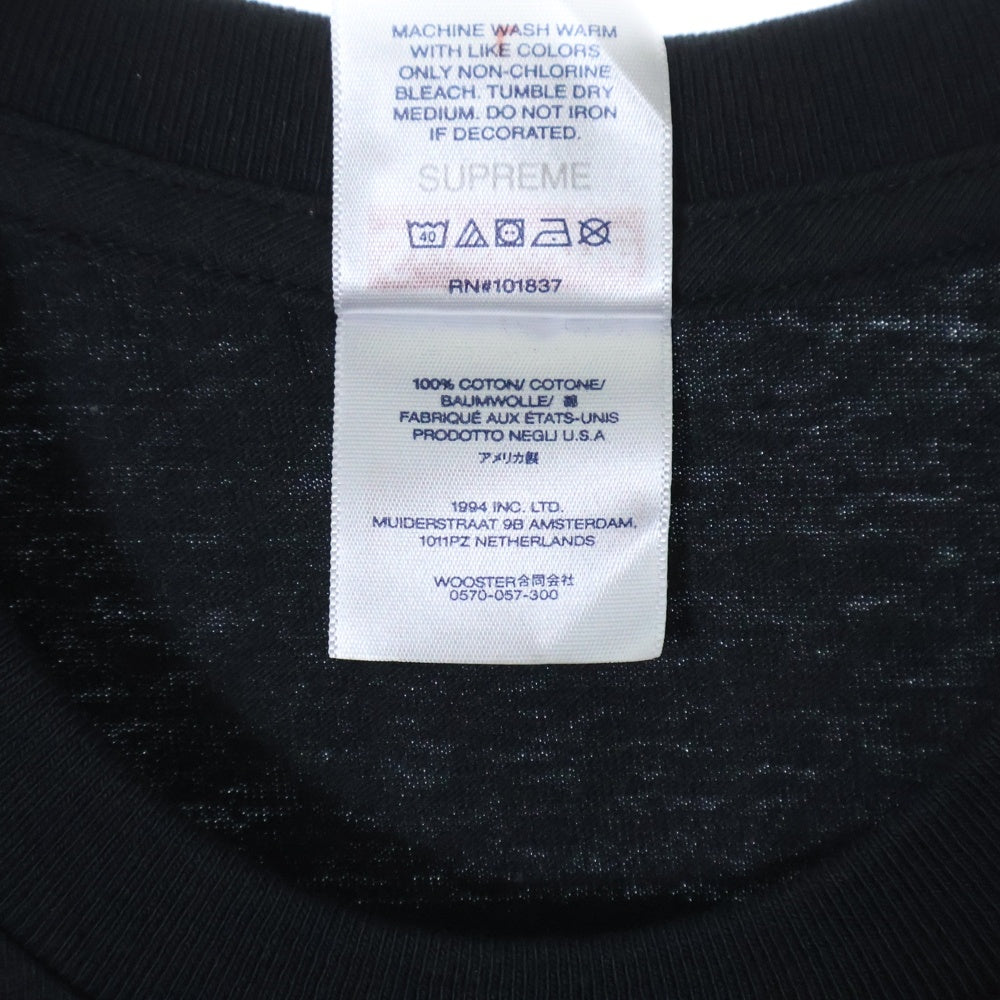 MACHINE WASH WARM
WITH LIKE COLORS
ONLY NON-CHLORINE
BLEACH. TUMBLE DRY
MEDIUM. DO NOT IRON
IF DECORATED.
SUPREME
40
RN#101837
100% COTON/ COTONE/
BAUMWOLLE/ 綿
FABRIQUÉ AUX ÉTATS-UNIS
PRODOTTO NEGLI U.S.A
アメリカ製
1994 INC. LTD.
MUIDERSTRAAT 9B AMSTERDAM,
1011PZ NETHERLANDS
WOOSTER合同会社
0570-057-300